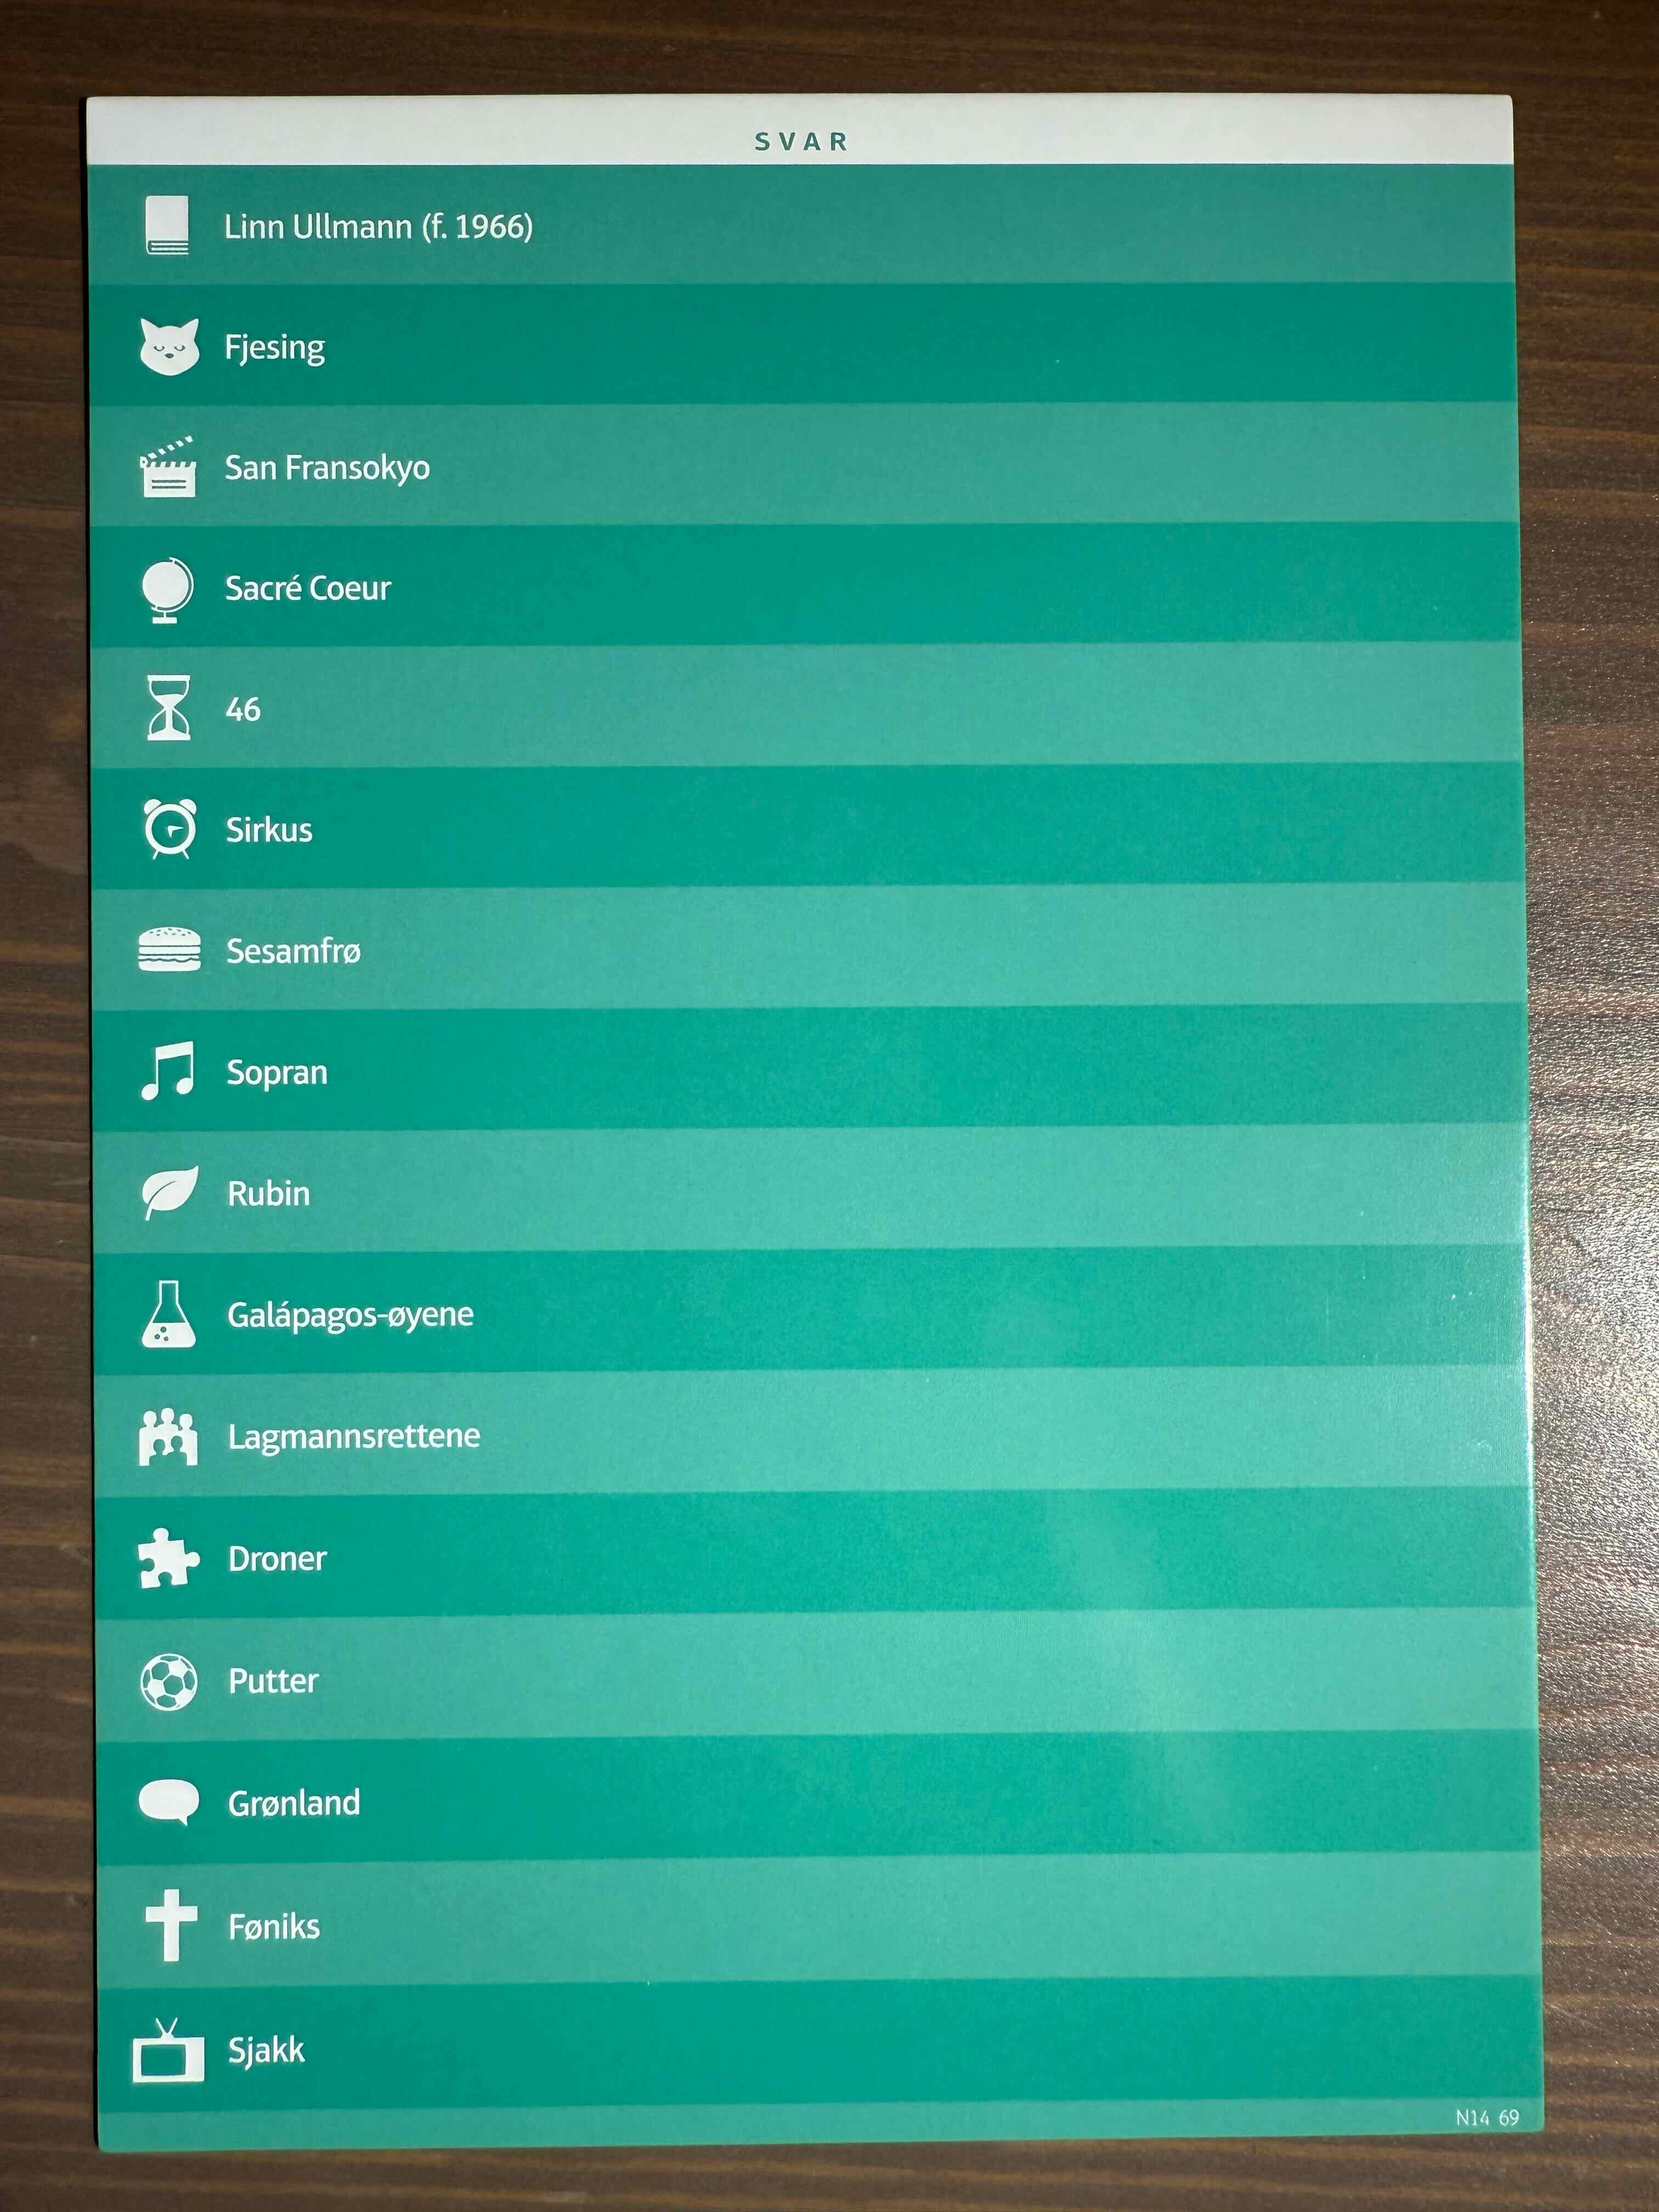 SVAR
Linn Ullmann (f. 1966)
Fjesing
San Fransokyo
Sacré Coeur
46
Sirkus
Sesamfrø
Sopran
Rubin
Galápagos-øyene
Lagmannsrettene
Droner
Putter
Grønland
Føniks
Sjakk
N14 69